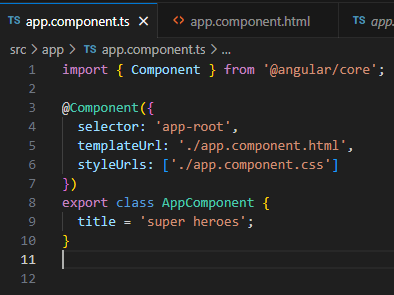 TS app.component.ts × <> app.component.html TS app.
src > app > TS app.component.ts > ...
1 import { Component } from '@angular/core';
2
3 @Component({
4   selector: 'app-root',
5   templateUrl: './app.component.html',
6   styleUrls: ['./app.component.css']
7 })
8 export class AppComponent {
9   title = 'super heroes';
10 }
11
12